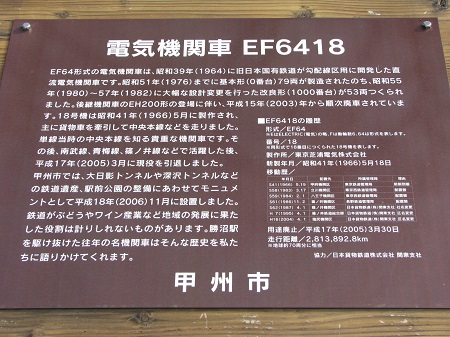 電気機関車 EF6418
EF64形式の電気機関車は、昭和39年(1964)に旧日本国有鉄道が勾配線区用に開発した直
流電気機関車です。昭和51年(1976)までに基本形(0番台)79両が製造されたのち、昭和55
年(1980)～57年(1982)に大幅な設計変更を行った改良形(1000番台)が53両つくられ
ました。後継機関車のEH200形の登場に伴い、平成15年(2003)年から順次廃車されていま
す。18号機は昭和41年(1966)5月に製作され、
主に貨物車を牽引して中央本線などを走りました。
単線当時の中央本線を知る貴重な機関車です。そ
の後、南武線、青梅線、篠ノ井線などで活躍した後、
平成17年(2005)3月に現役を引退しました。
甲州市では、大日影トンネルや深沢トンネルなど
の鉄道遺産、駅前公園の整備にあわせてモニュメ
ントとして平成18年(2006)11月に設置しました。
鉄道がぶどうやワイン産業など地域の発展に果た
した役割は計りしれないものがあります。勝沼駅
を駆け抜けた往年の名機関車はそんな歴史を私た
ちに語りかけてくれます。
■EF6418の履歴
形式／EF64
番号／18
製作所／東京芝浦電気株式会社
新製年月／昭和41年(1966)5月18日
移動歴
用途廃止／平成17年(2005)3月30日
走行距離／2,813,892.8km
※地球約70周分に相当
協力／日本貨物鉄道株式会社 関東支社
甲州市